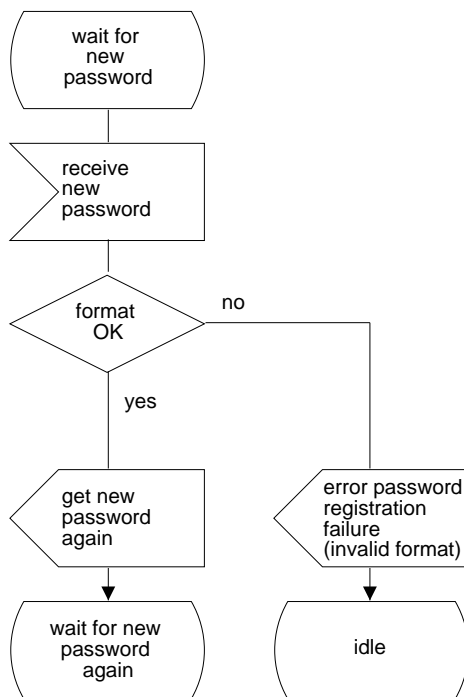 wait for
new
password
receive
new
password
format
OK
no
yes
get new
password
again
error password
registration
failure
(invalid format)
wait for new
password
again
idle